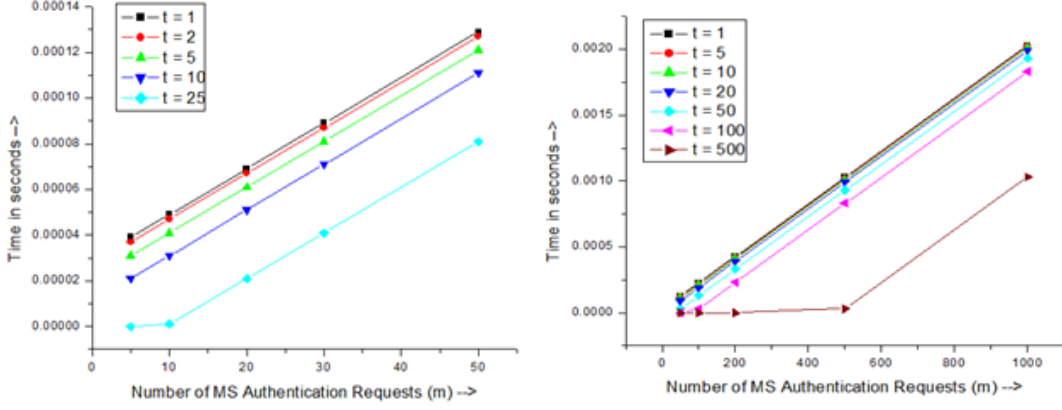 t = 1
t = 2
t = 5
t = 10
t = 25
0.00014
0.00012
0.00010
0.00008
0.00006
0.00004
0.00002
0.00000
Time in seconds -->
0
10
20
30
40
50
Number of MS Authentication Requests (m) -->
t = 1
t = 5
t = 10
t = 20
t = 50
t = 100
t = 500
0.0020
0.0015
0.0010
0.0005
0.0000
Time in seconds -->
0
200
400
600
800
1000
Number of MS Authentication Requests (m) -->